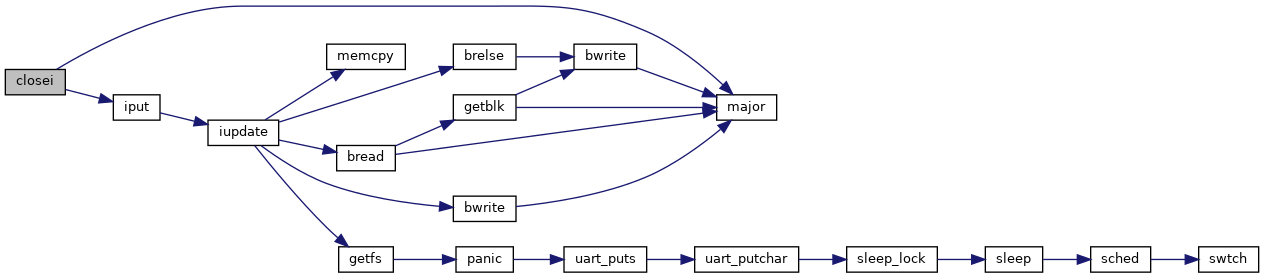 closei
iput
iupdate
memcpy
brelse
bwrite
getblk
major
bread
bwrite
getfs
panic
uart_puts
uart_putchar
sleep_lock
sleep
sched
swtch